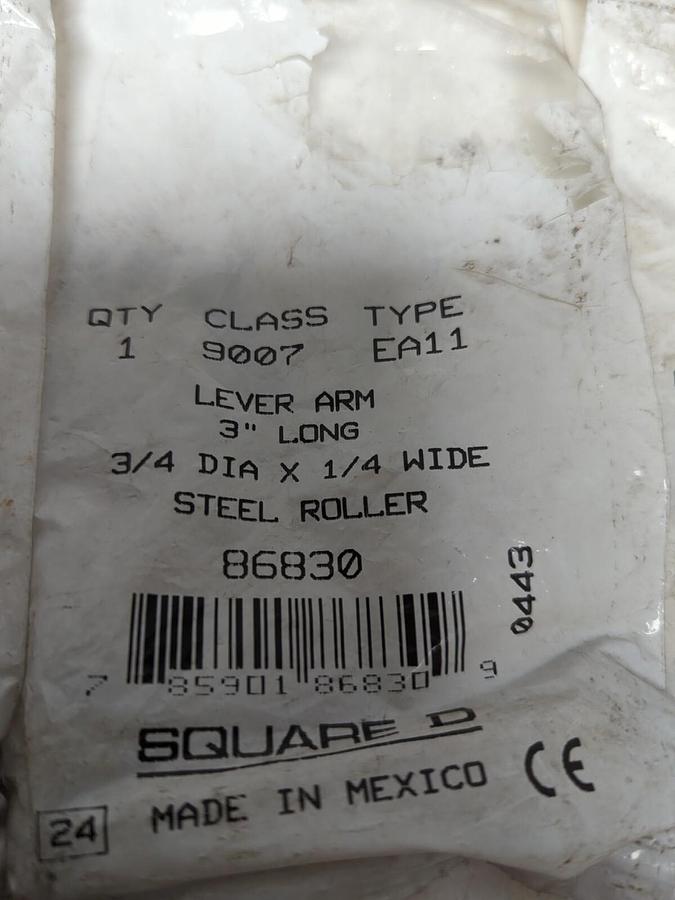 QTY CLASS TYPE
1 9007 EA11
LEVER ARM
3" LONG
3/4 DIA X 1/4 WIDE
STEEL ROLLER
86830
0443
7 85901 86830 9
SQUARE D
MADE IN MEXICO CE
24